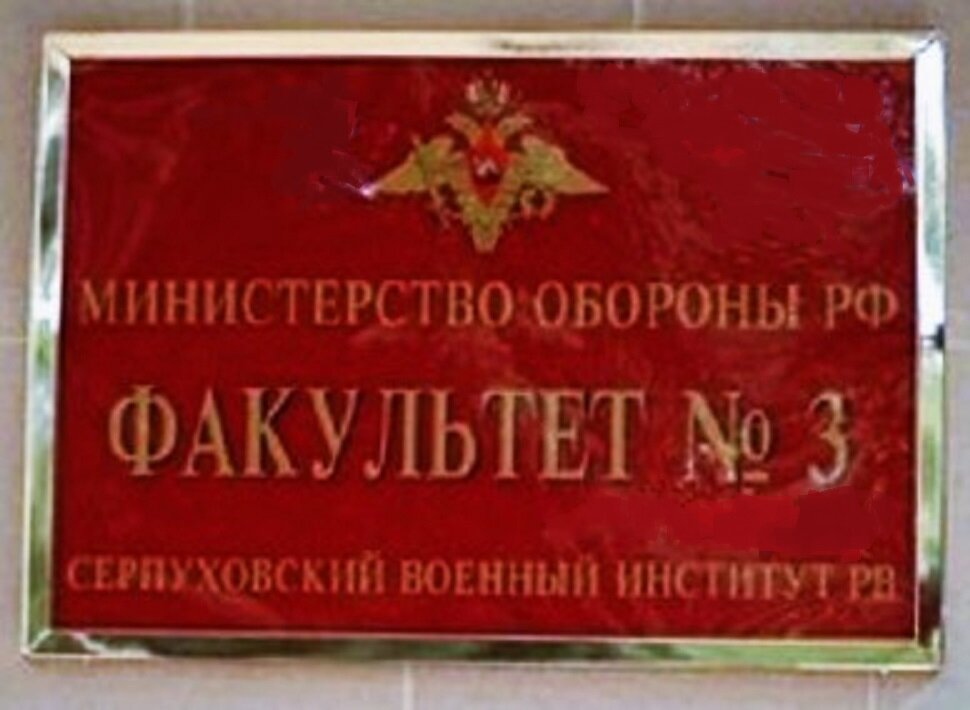 МИНИСТЕРСТВО ОБОРОНЫ РФ
ФАКУЛЬТЕТ № 3
СЕРПУХОВСКИЙ ВОЕННЫЙ ИНСТИТУТ РВ